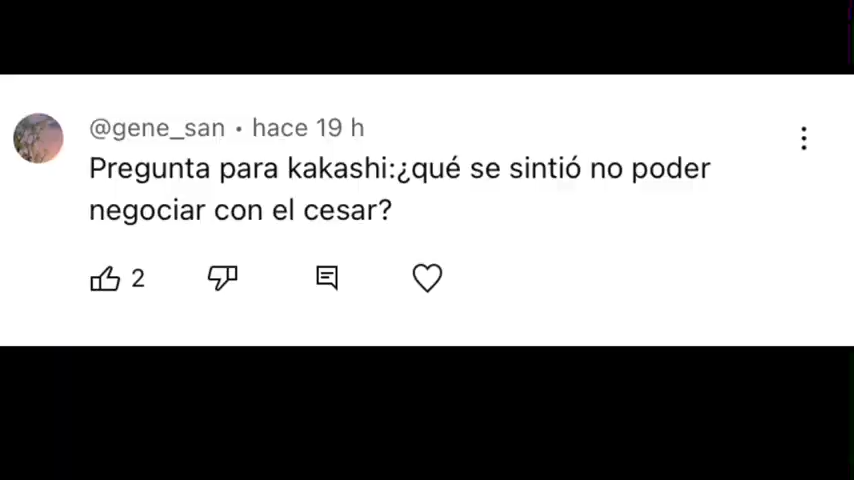 @gene_san • hace 19 h
Pregunta para kakashi:¿qué se sintió no poder
negociar con el cesar?
2